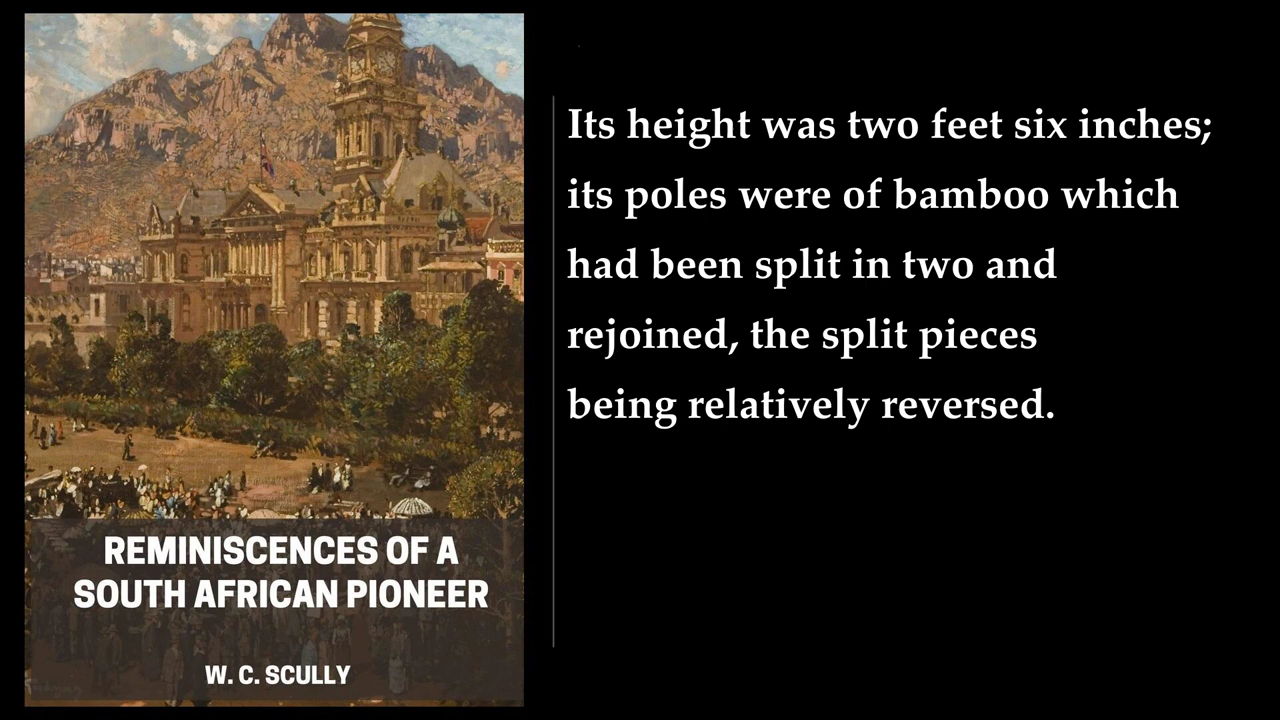 Its height was two feet six inches;
its poles were of bamboo which
had been split in two and
rejoined, the split pieces
being relatively reversed.
REMINISCENCES OF A
SOUTH AFRICAN PIONEER
W. C. SCULLY